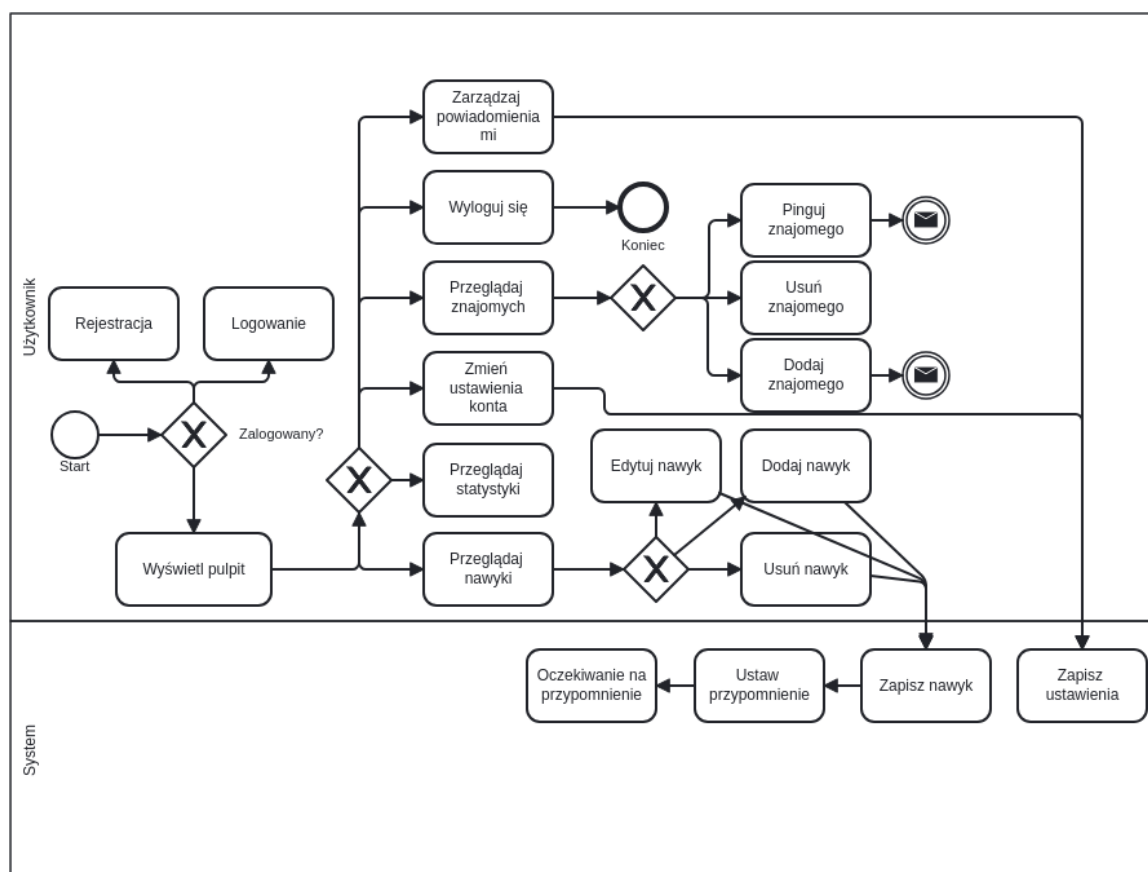 Zarządzaj
powiadomienia
mi
Wyloguj się
Koniec
Pinguj
znajomego
Przeglądaj
znajomych
Usuń
znajomego
Użytkownik
Rejestracja
Logowanie
Zmień
ustawienia
konta
Dodaj
znajomego
Start
Zalogowany?
Przeglądaj
statystyki
Edytuj nawyk
Dodaj nawyk
Wyświetl pulpit
Przeglądaj
nawyki
Usuń nawyk
System
Oczekiwanie na
przypomnienie
Ustaw
przypomnienie
Zapisz nawyk
Zapisz
ustawienia